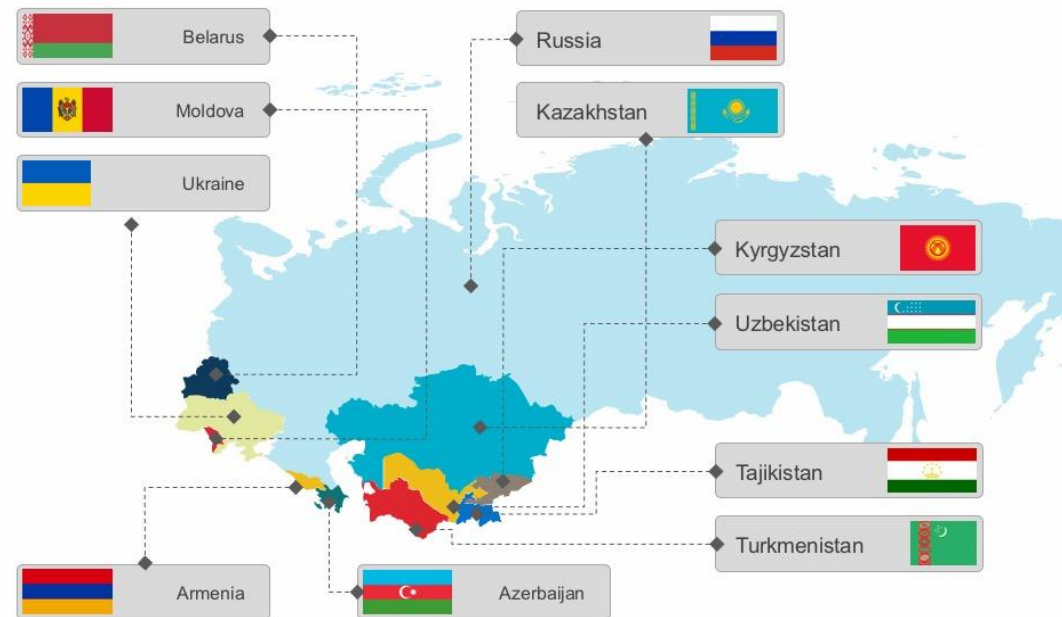 Belarus
Russia
Moldova
Kazakhstan
Ukraine
Kyrgyzstan
Uzbekistan
Tajikistan
Turkmenistan
Armenia
Azerbaijan